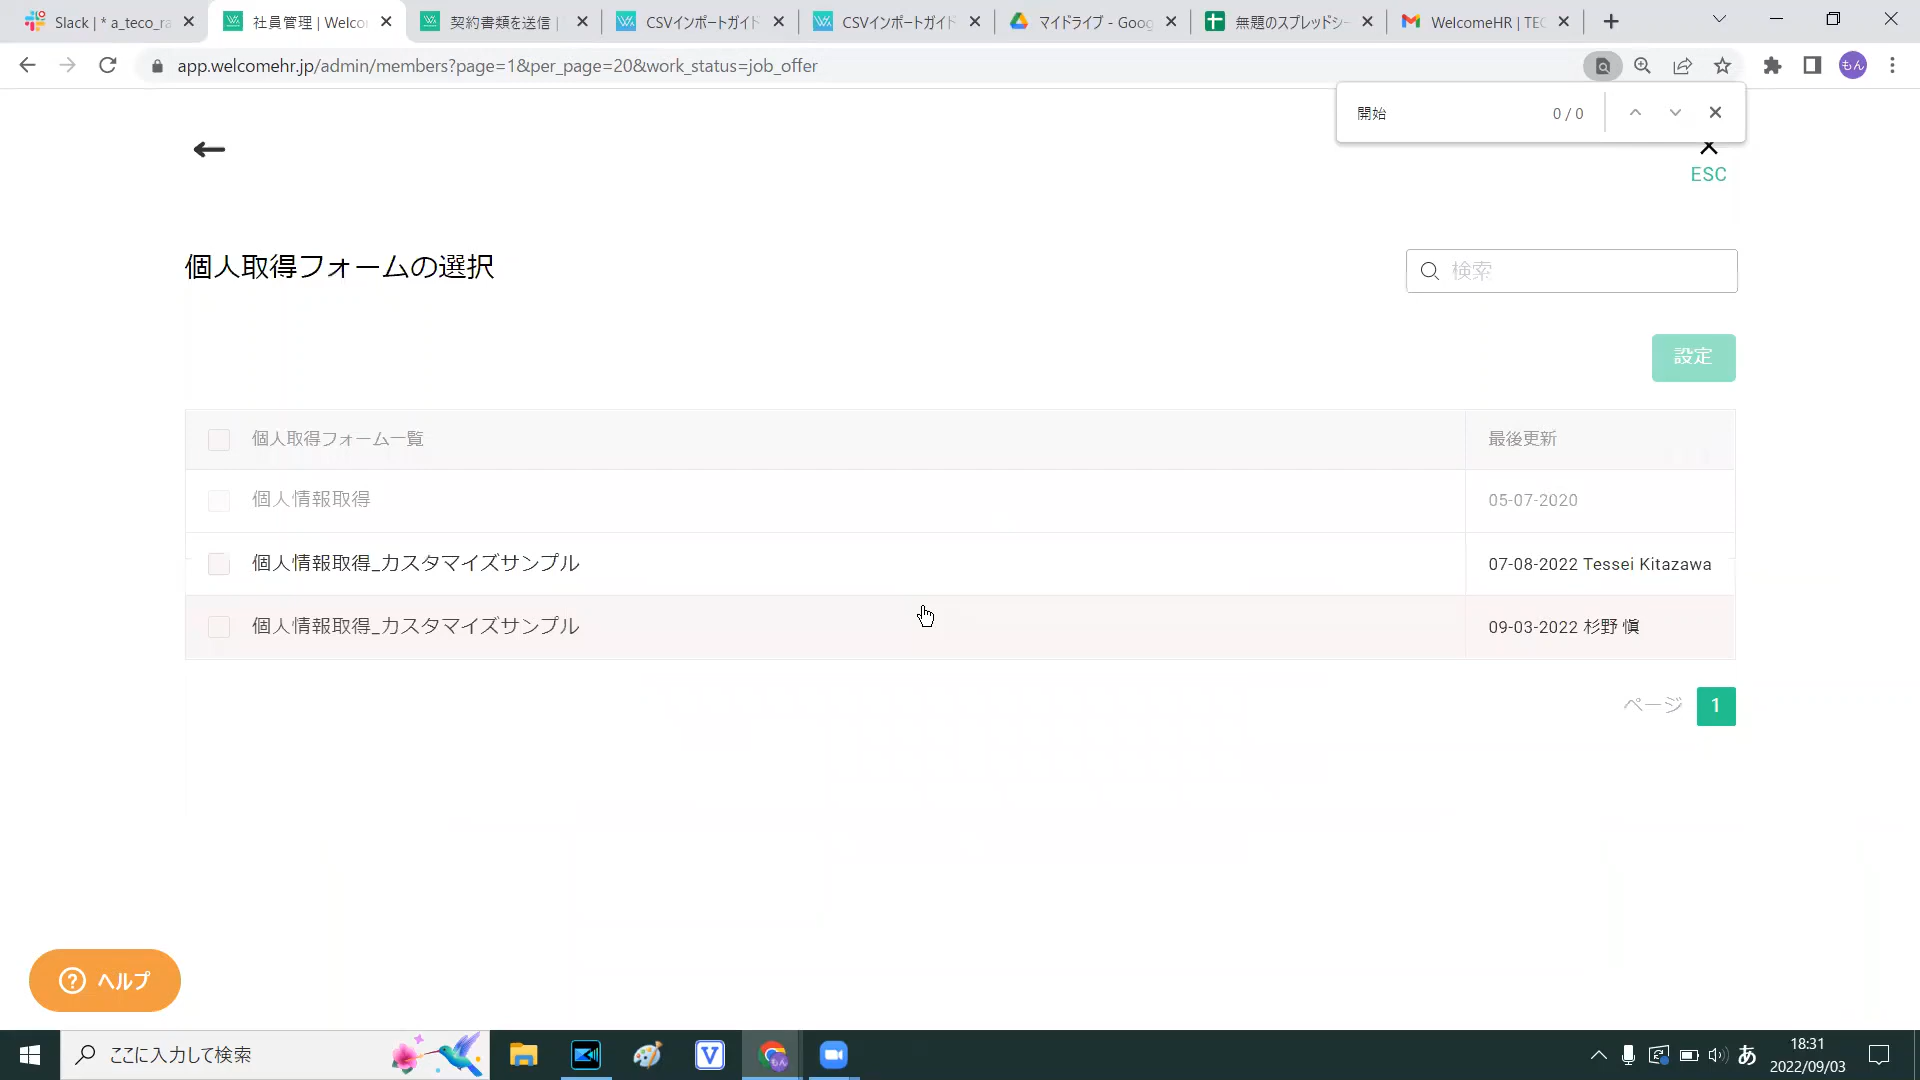 Slack | * a_teco_ra
社員管理 | Welco
契約書類を送信 |
CSVインポートガイド
CSVインポートガイド
マイドライブ - Goog
無題のスプレッドシー
WelcomeHR | TEC
app.welcomehr.jp/admin/members?page=1&per_page=20&work_status=job_offer
もん
開始
0 / 0
ESC
個人取得フォームの選択
検索
設定
個人取得フォーム一覧
最後更新
個人情報取得
05-07-2020
個人情報取得_カスタマイズサンプル
07-08-2022 Tessei Kitazawa
個人情報取得_カスタマイズサンプル
09-03-2022 杉野 愼
ページ
1
ヘルプ
ここに入力して検索
あ
18:31
2022/09/03